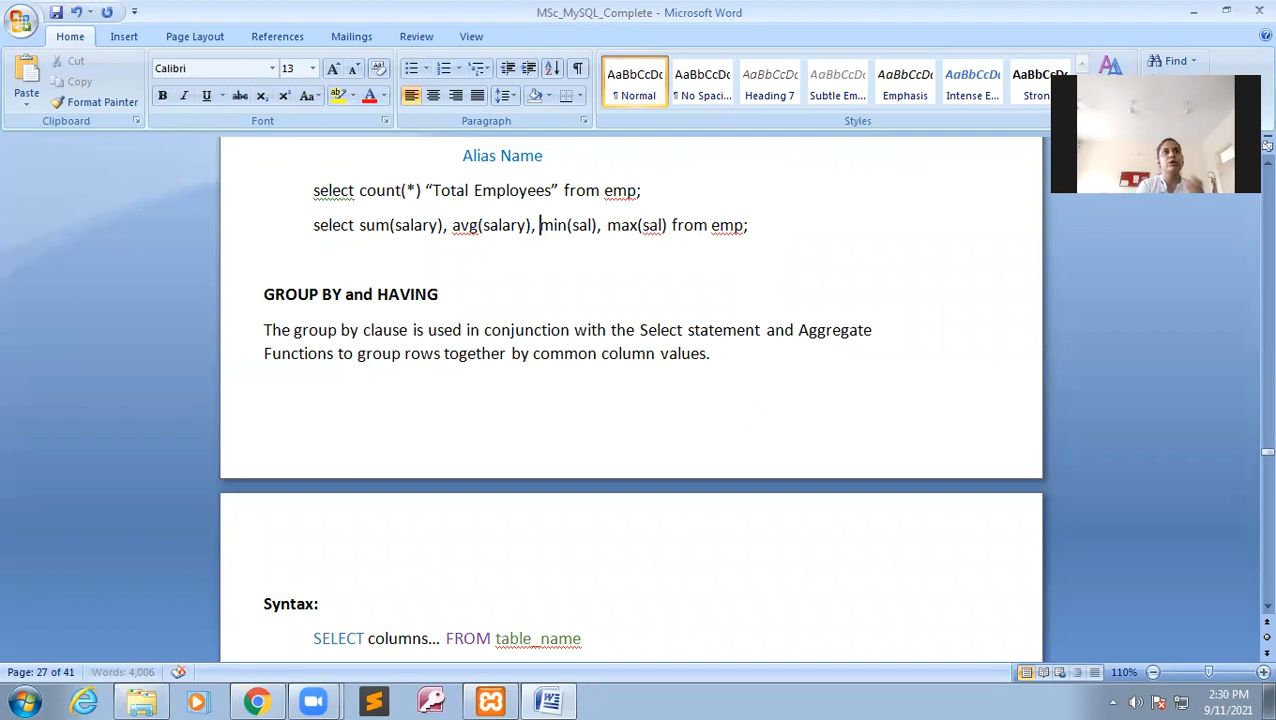 MSc_MySQL_Complete - Microsoft Word
Home Insert Page Layout References Mailings Review View
Paste
Cut
Copy
Format Painter
Clipboard
Calibri 13
Font
Paragraph
AaBbCcDc AaBbCcDc AaBbCcDc AaBbCcDc AaBbCcDc AaBbCcDc AaBbCcDc
¶ Normal ¶ No Spaci... Heading 7 Subtle Em... Emphasis Intense E... Stron
Styles
Find
Alias Name
select count(*) “Total Employees” from emp;
select sum(salary), avg(salary), min(sal), max(sal) from emp;
GROUP BY and HAVING
The group by clause is used in conjunction with the Select statement and Aggregate
Functions to group rows together by common column values.
Syntax:
SELECT columns... FROM table_name
Page: 27 of 41 Words: 4,006 110%
2:30 PM
9/11/2021